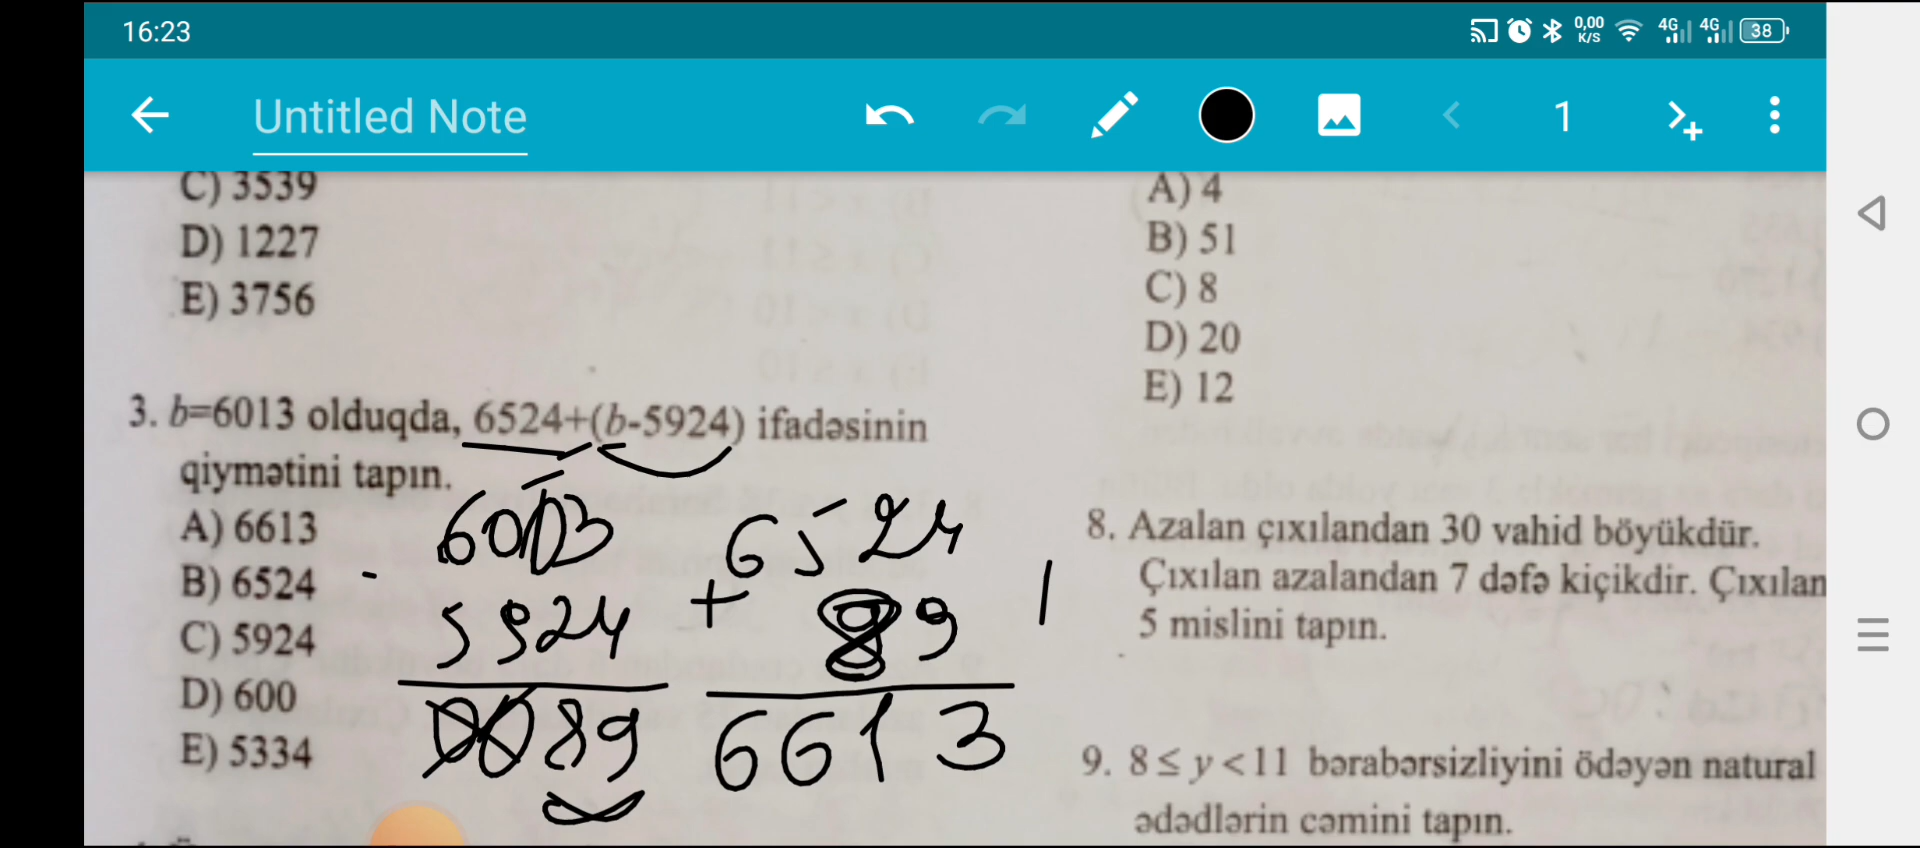 16:23
0,00
K/S
4G
4G
38
Untitled Note
1
C) 3539
D) 1227
E) 3756
3. b=6013 olduqda, 6524+(b-5924) ifadəsinin
qiymətini tapın.
A) 6613
B) 6524
C) 5924
D) 600
E) 5334
6013
- 5924
0089
6524
+ 89
6613
A) 4
B) 51
C) 8
D) 20
E) 12
8. Azalan çıxılandan 30 vahid böyükdür.
Çıxılan azalandan 7 dəfə kiçikdir. Çıxılan
5 mislini tapın.
9. 8 ≤ y < 11 bərabərsizliyini ödəyən natural
ədədlərin cəmini tapın.